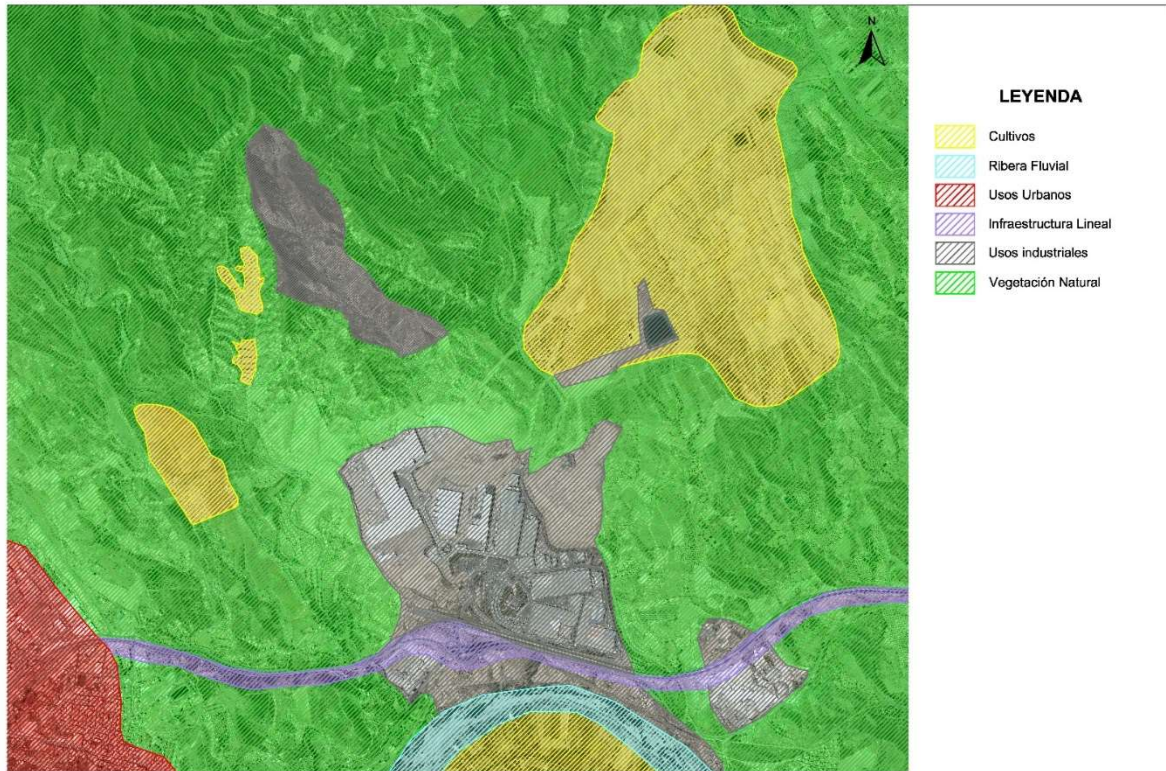 N
LEYENDA
Cultivos
Ribera Fluvial
Usos Urbanos
Infraestructura Lineal
Usos industriales
Vegetación Natural